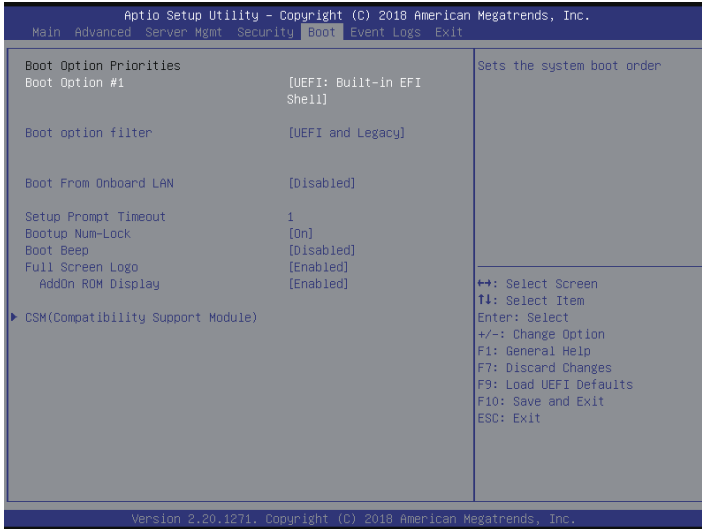 Aptio Setup Utility – Copyright (C) 2018 American Megatrends, Inc.
Main Advanced Server Mgmt Security Boot Event Logs Exit
Boot Option Priorities
Boot Option #1 [UEFI: Built-in EFI
Shell]
Boot option filter [UEFI and Legacy]
Boot From Onboard LAN [Disabled]
Setup Prompt Timeout 1
Bootup Num-Lock [On]
Boot Beep [Disabled]
Full Screen Logo [Enabled]
AddOn ROM Display [Enabled]
CSM(Compatibility Support Module)
Sets the system boot order
↔: Select Screen
↑↓: Select Item
Enter: Select
+/-: Change Option
F1: General Help
F7: Discard Changes
F9: Load UEFI Defaults
F10: Save and Exit
ESC: Exit
Version 2.20.1271. Copyright (C) 2018 American Megatrends, Inc.